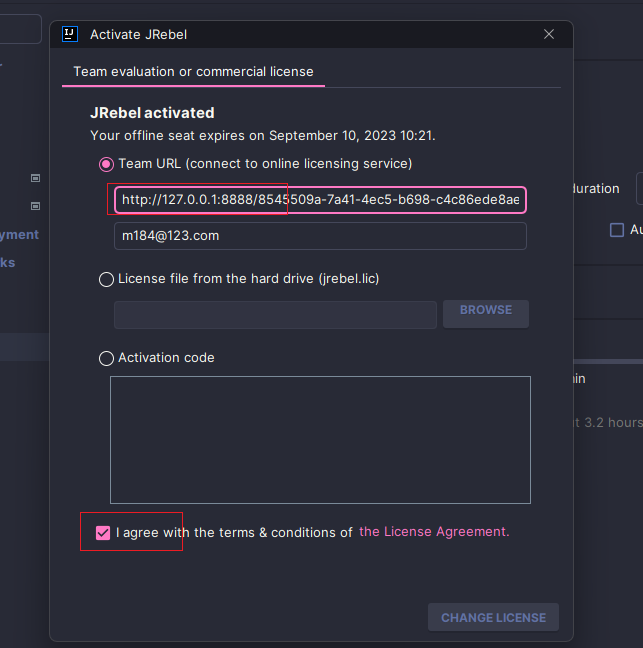 Activate JRebel
Team evaluation or commercial license
JRebel activated
Your offline seat expires on September 10, 2023 10:21.
Team URL (connect to online licensing service)
http://127.0.0.1:8888/8545509a-7a41-4ec5-b698-c4c86ede8ae
m184@123.com
License file from the hard drive (jrebel.lic)
BROWSE
Activation code
I agree with the terms & conditions of the License Agreement.
CHANGE LICENSE
yment
ks
duration
Au
in
t 3.2 hours